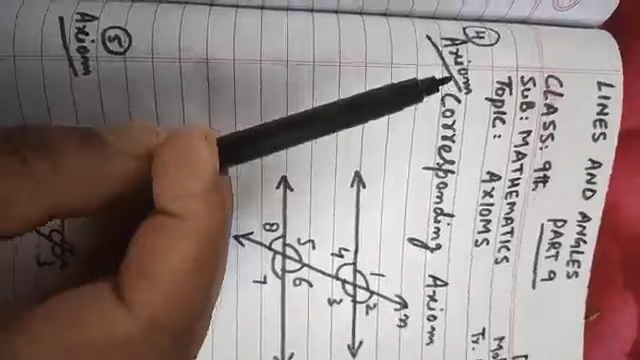 LINES AND ANGLES
PART 9
CLASS: 9th
Sub: MATHEMATICS
Topic: AXIOMS
④
Axiom Corresponding Axiom
1
2
3
4
n
5
6
7
8
⑤
Axiom
3